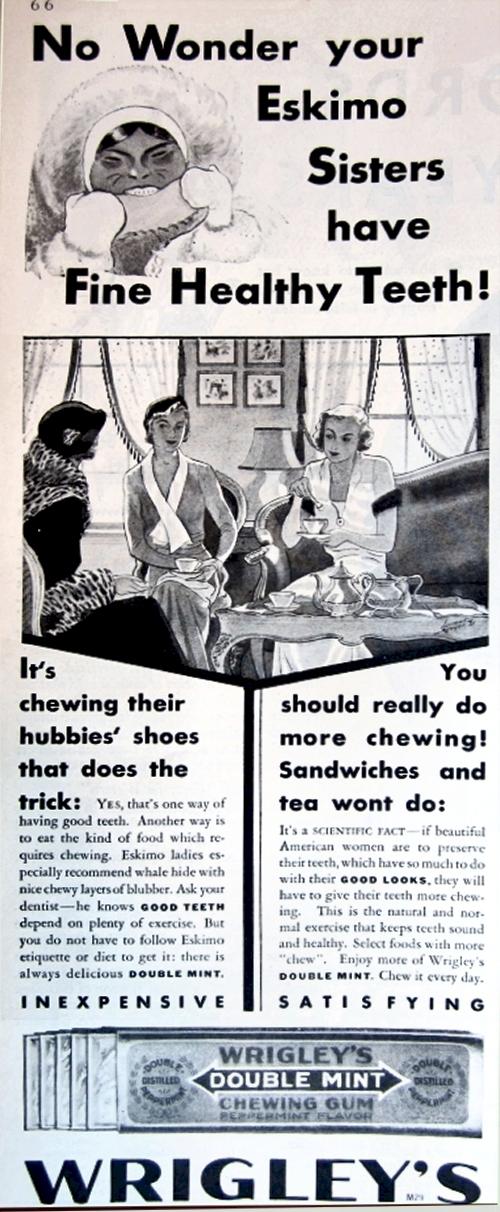 66
No Wonder your
Eskimo
Sisters
have
Fine Healthy Teeth!
It's
chewing their
hubbies' shoes
that does the
trick: YES, that's one way of
having good teeth. Another way is
to eat the kind of food which re-
quires chewing. Eskimo ladies es-
pecially recommend whale hide with
nice chewy layers of blubber. Ask your
dentist—he knows GOOD TEETH
depend on plenty of exercise. But
you do not have to follow Eskimo
etiquette or diet to get it: there is
always delicious DOUBLE MINT.
INEXPENSIVE
You
should really do
more chewing!
Sandwiches and
tea wont do:
It's a SCIENTIFIC FACT—if beautiful
American women are to preserve
their teeth, which have so much to do
with their GOOD LOOKS, they will
have to give their teeth more chew-
ing. This is the natural and nor-
mal exercise that keeps teeth sound
and healthy. Select foods with more
"chew". Enjoy more of Wrigley's
DOUBLE MINT. Chew it every day.
SATISFYING
DOUBLE
DISTILLED
PEPPERMINT
WRIGLEY'S
DOUBLE MINT
CHEWING GUM
PEPPERMINT FLAVOR
DOUBLE
DISTILLED
PEPPERMINT
WRIGLEY'S
M29